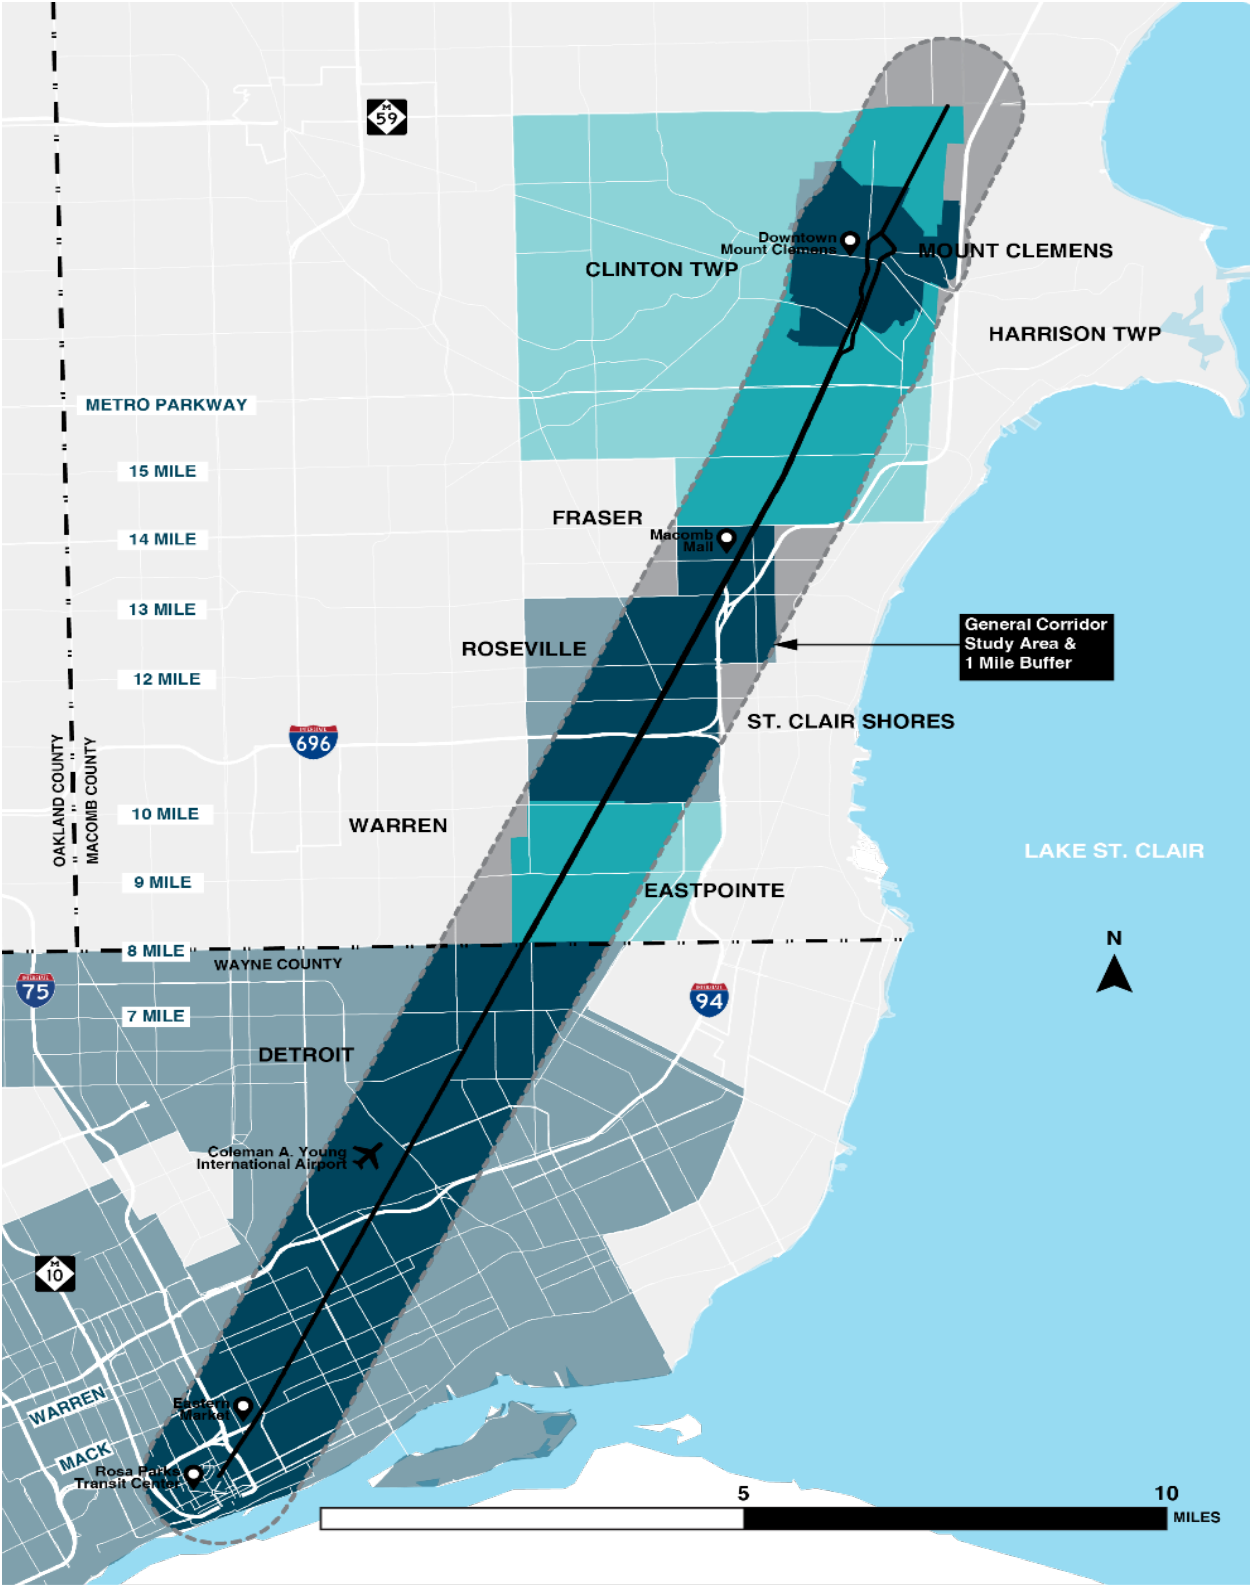 M
59
Downtown
Mount Clemens
MOUNT CLEMENS
CLINTON TWP
HARRISON TWP
METRO PARKWAY
15 MILE
FRASER
14 MILE
Macomb
Mall
13 MILE
General Corridor
Study Area &
1 Mile Buffer
ROSEVILLE
12 MILE
ST. CLAIR SHORES
INTERSTATE
696
OAKLAND COUNTY
MACOMB COUNTY
10 MILE
WARREN
LAKE ST. CLAIR
9 MILE
EASTPOINTE
N
8 MILE
WAYNE COUNTY
INTERSTATE
75
INTERSTATE
94
7 MILE
DETROIT
Coleman A. Young
International Airport
M
10
WARREN
Eastern
Market
MACK
Rosa Parks
Transit Center
5
10
MILES